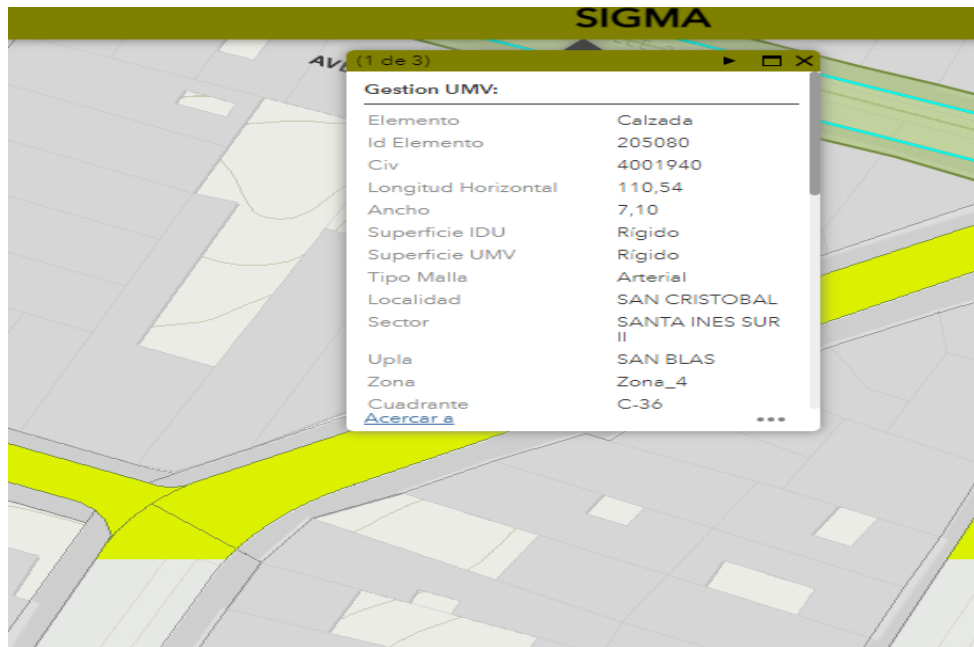 SIGMA
AVE
(1 de 3)
Gestion UMV:
Elemento Calzada
Id Elemento 205080
Civ 4001940
Longitud Horizontal 110,54
Ancho 7,10
Superficie IDU Rígido
Superficie UMV Rígido
Tipo Malla Arterial
Localidad SAN CRISTOBAL
Sector SANTA INES SUR
II
Upla SAN BLAS
Zona Zona_4
Cuadrante C-36
Acercar a